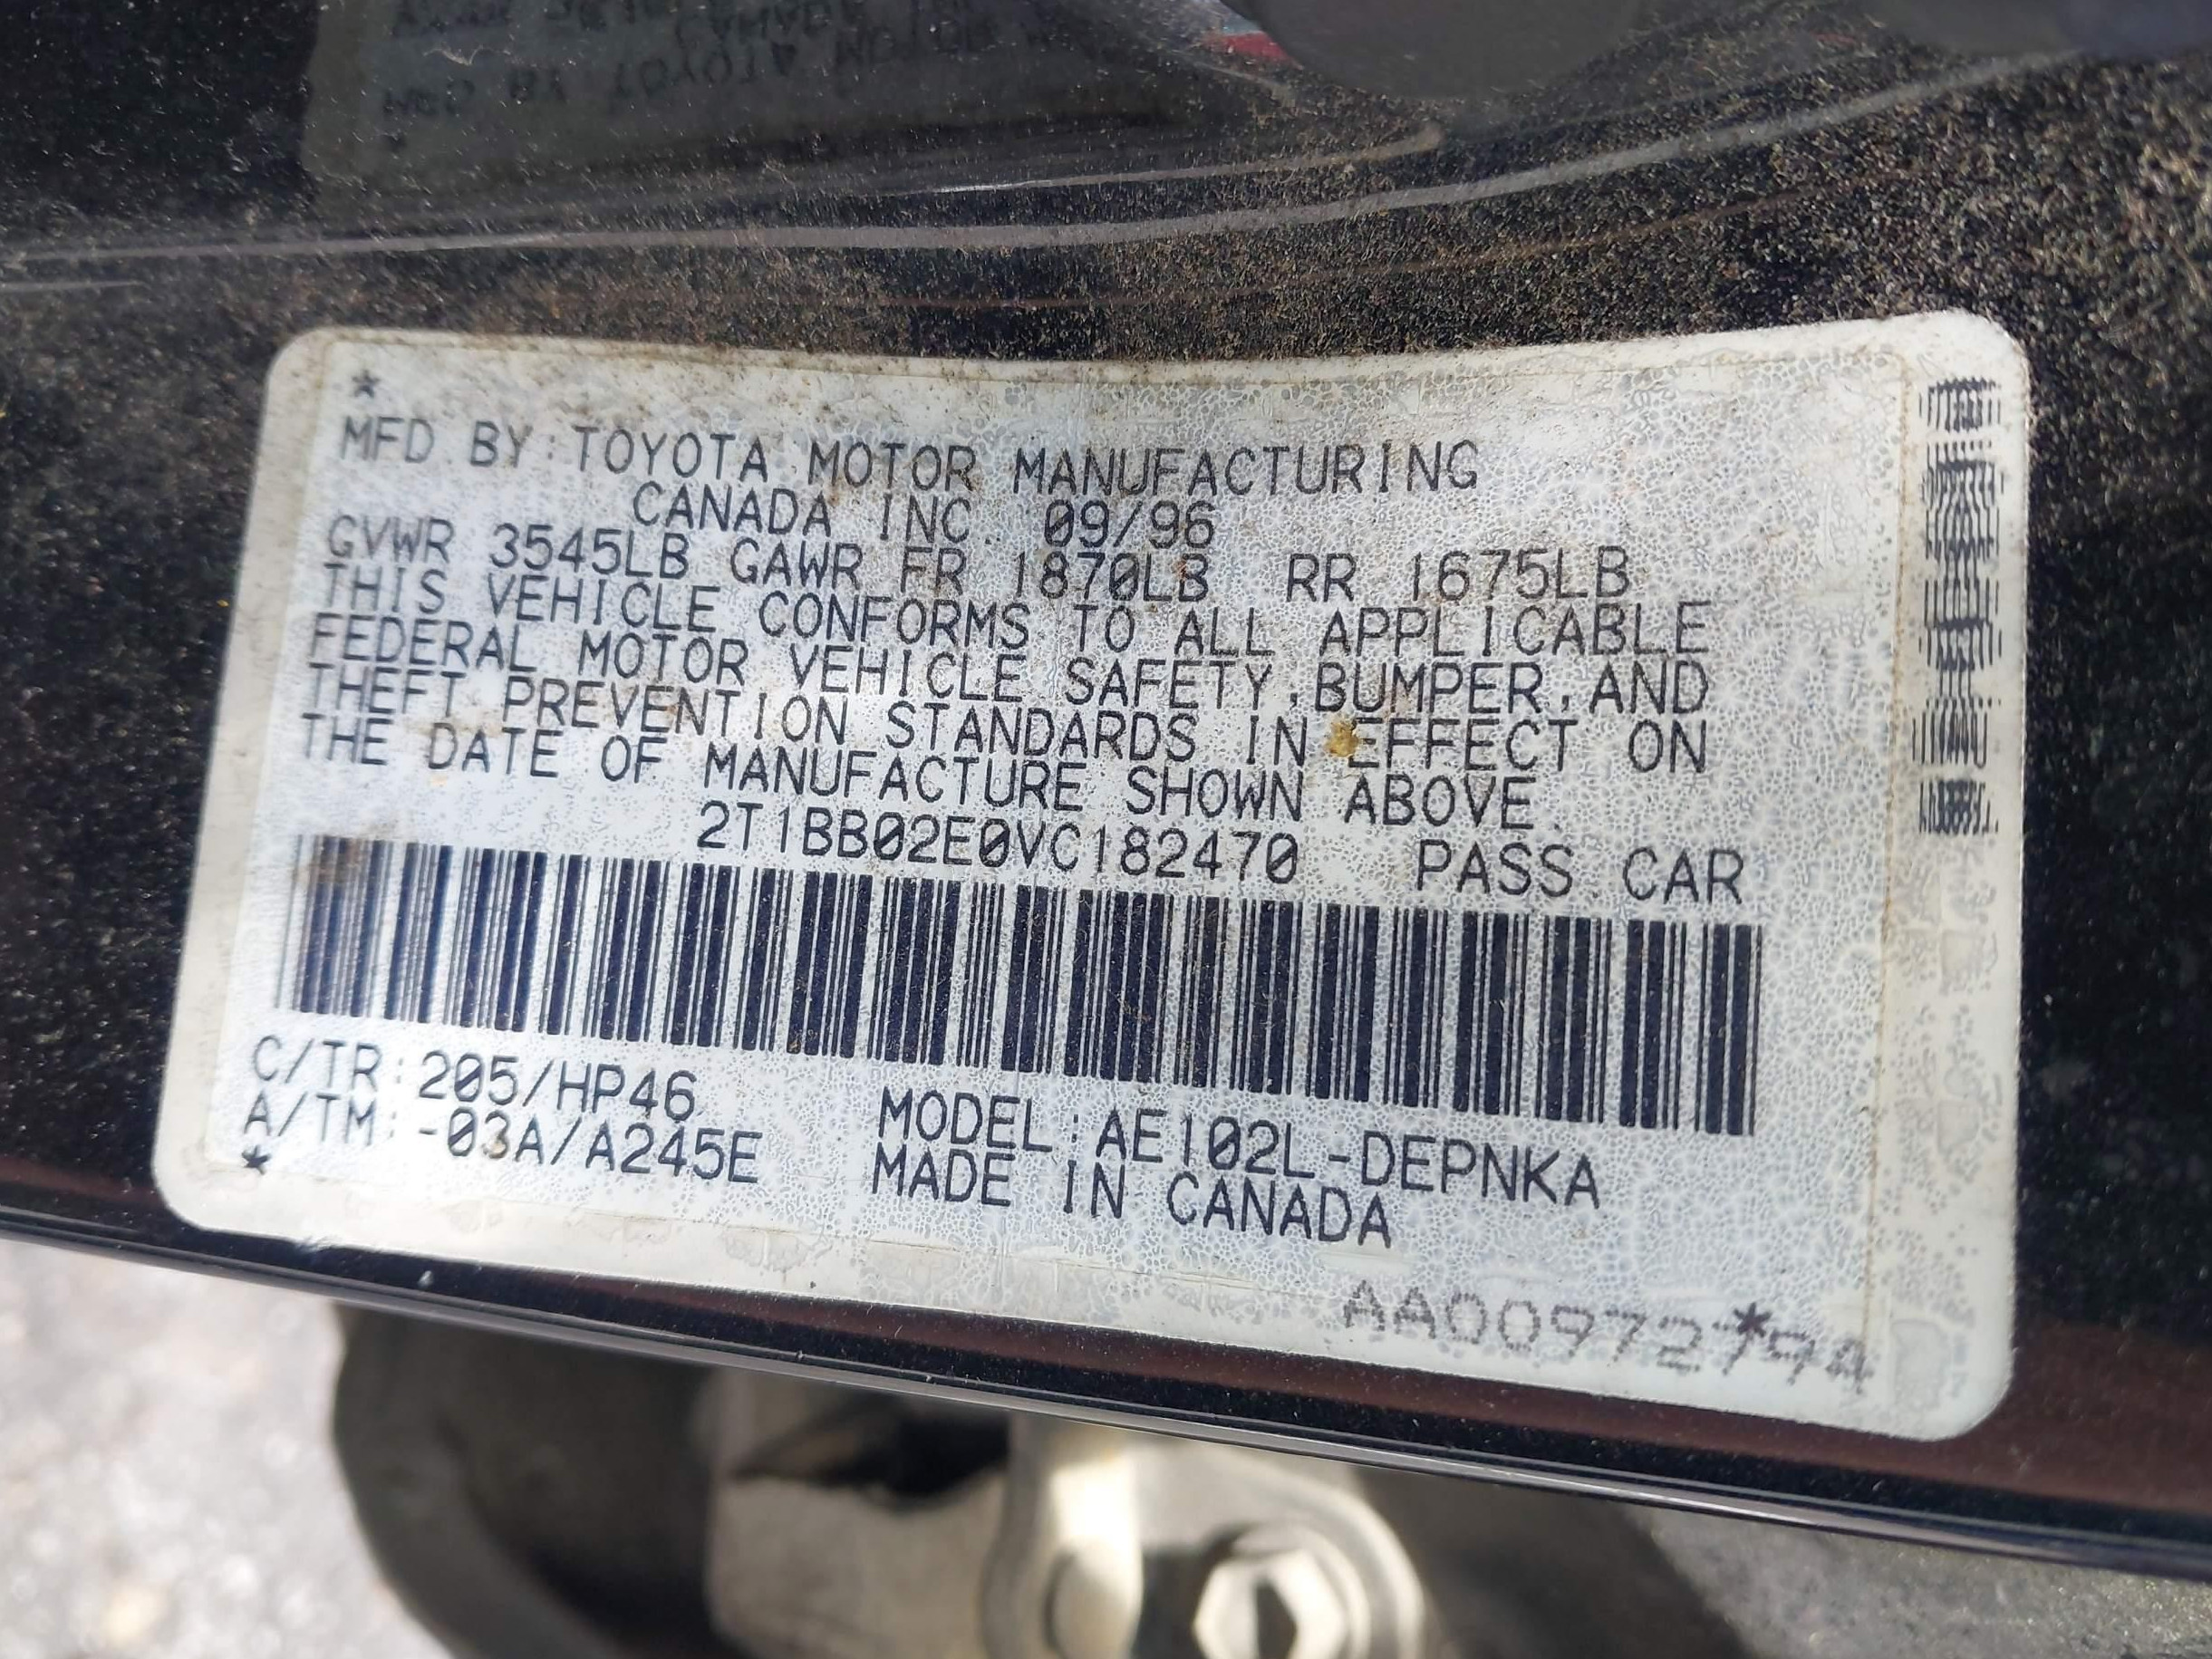 *
MFD BY:TOYOTA MOTOR MANUFACTURING
CANADA INC. 09/96
GVWR 3545LB GAWR FR 1870LB RR 1675LB
THIS VEHICLE CONFORMS TO ALL APPLICABLE
FEDERAL MOTOR VEHICLE SAFETY,BUMPER,AND
THEFT PREVENTION STANDARDS IN EFFECT ON
THE DATE OF MANUFACTURE SHOWN ABOVE.
2T1BB02E0VC182470 PASS.CAR
C/TR:205/HP46
A/TM:-03A/A245E
*
MODEL:AE102L-DEPNKA
MADE IN CANADA
*
AA00972794